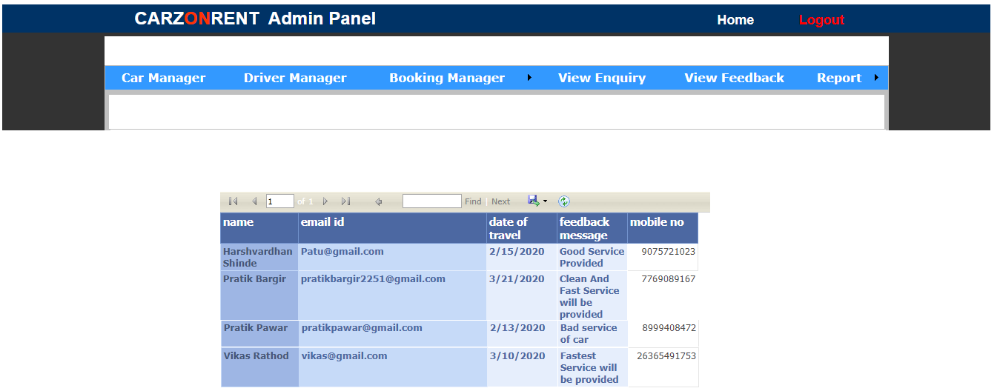 CARZONRENT Admin Panel Home Logout
Car Manager Driver Manager Booking Manager View Enquiry View Feedback Report
1 of 1 Find | Next
name email id date of travel feedback message mobile no
Harshvardhan Shinde Patu@gmail.com 2/15/2020 Good Service Provided 9075721023
Pratik Bargir pratikbargir2251@gmail.com 3/21/2020 Clean And Fast Service will be provided 7769089167
Pratik Pawar pratikpawar@gmail.com 2/13/2020 Bad service of car 8999408472
Vikas Rathod vikas@gmail.com 3/10/2020 Fastest Service will be provided 26365491753